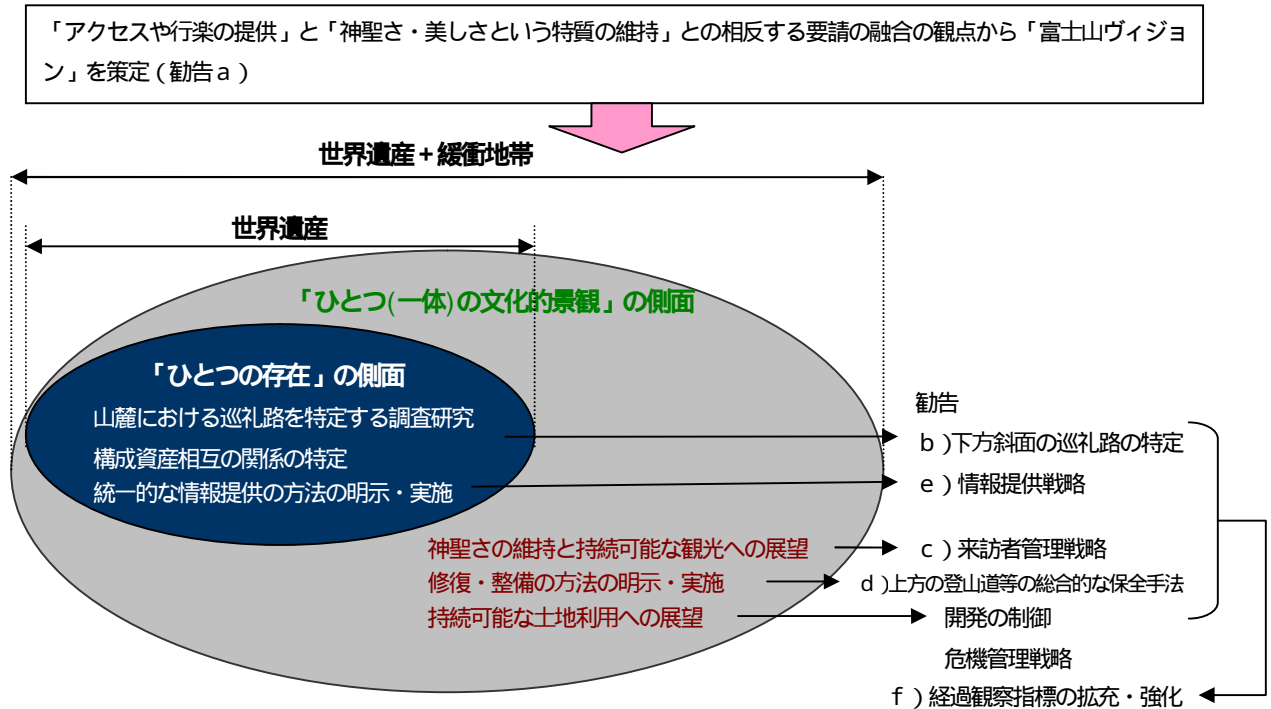 「アクセスや行楽の提供」と「神聖さ・美しさという特質の維持」との相反する要請の融合の観点から「富士山ヴィジョ
ン」を策定(勧告a)
世界遺産+緩衝地帯
世界遺産
「ひとつ(一体)の文化的景観」の側面
「ひとつの存在」の側面
山麓における巡礼路を特定する調査研究
構成資産相互の関係の特定
統一的な情報提供の方法の明示・実施
神聖さの維持と持続可能な観光への展望
修復・整備の方法の明示・実施
持続可能な土地利用への展望
勧告
b)下方斜面の巡礼路の特定
e)情報提供戦略
c)来訪者管理戦略
d)上方の登山道等の総合的な保全手法
開発の制御
危機管理戦略
f)経過観察指標の拡充・強化